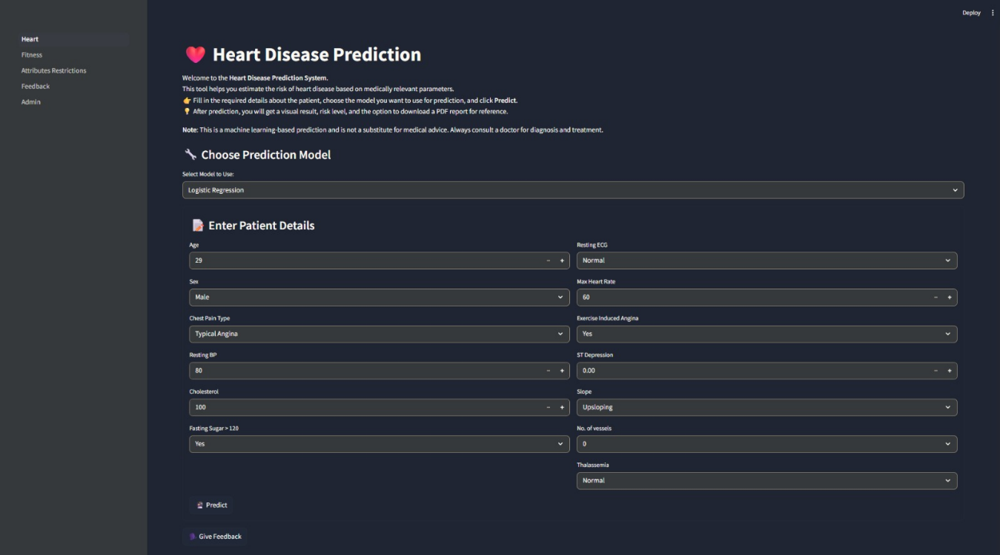 Deploy
Heart
Fitness
Attributes Restrictions
Feedback
Admin
Heart Disease Prediction
Welcome to the Heart Disease Prediction System.
This tool helps you estimate the risk of heart disease based on medically relevant parameters.
👉 Fill in the required details about the patient, choose the model you want to use for prediction, and click Predict.
💡 After prediction, you will get a visual result, risk level, and the option to download a PDF report for reference.
Note: This is a machine learning-based prediction and is not a substitute for medical advice. Always consult a doctor for diagnosis and treatment.
Choose Prediction Model
Select Model to Use:
Logistic Regression
Enter Patient Details
Age
29 − +
Sex
Male
Chest Pain Type
Typical Angina
Resting BP
80 − +
Cholesterol
100 − +
Fasting Sugar > 120
Yes
Resting ECG
Normal
Max Heart Rate
60 − +
Exercise Induced Angina
Yes
ST Depression
0.00 − +
Slope
Upsloping
No. of vessels
0
Thalassemia
Normal
Predict
Give Feedback